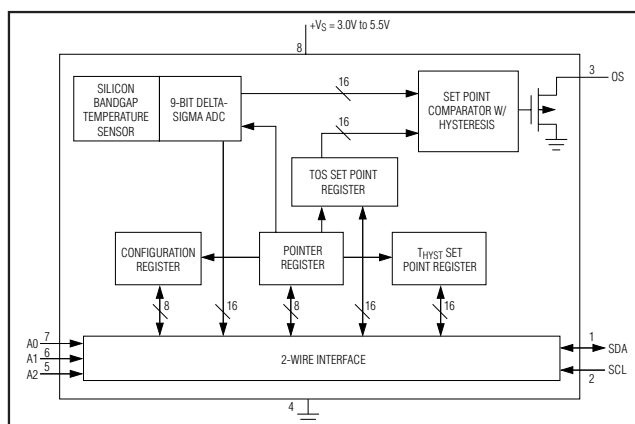 +VS = 3.0V to 5.5V
8
SILICON
BANDGAP
TEMPERATURE
SENSOR
9-BIT DELTA-
SIGMA ADC
16
16
SET POINT
COMPARATOR W/
HYSTERESIS
3
OS
TOS SET POINT
REGISTER
CONFIGURATION
REGISTER
POINTER
REGISTER
THYST SET
POINT REGISTER
8
16
8
16
16
A0
7
A1
6
A2
5
2-WIRE INTERFACE
1
SDA
SCL
2
4